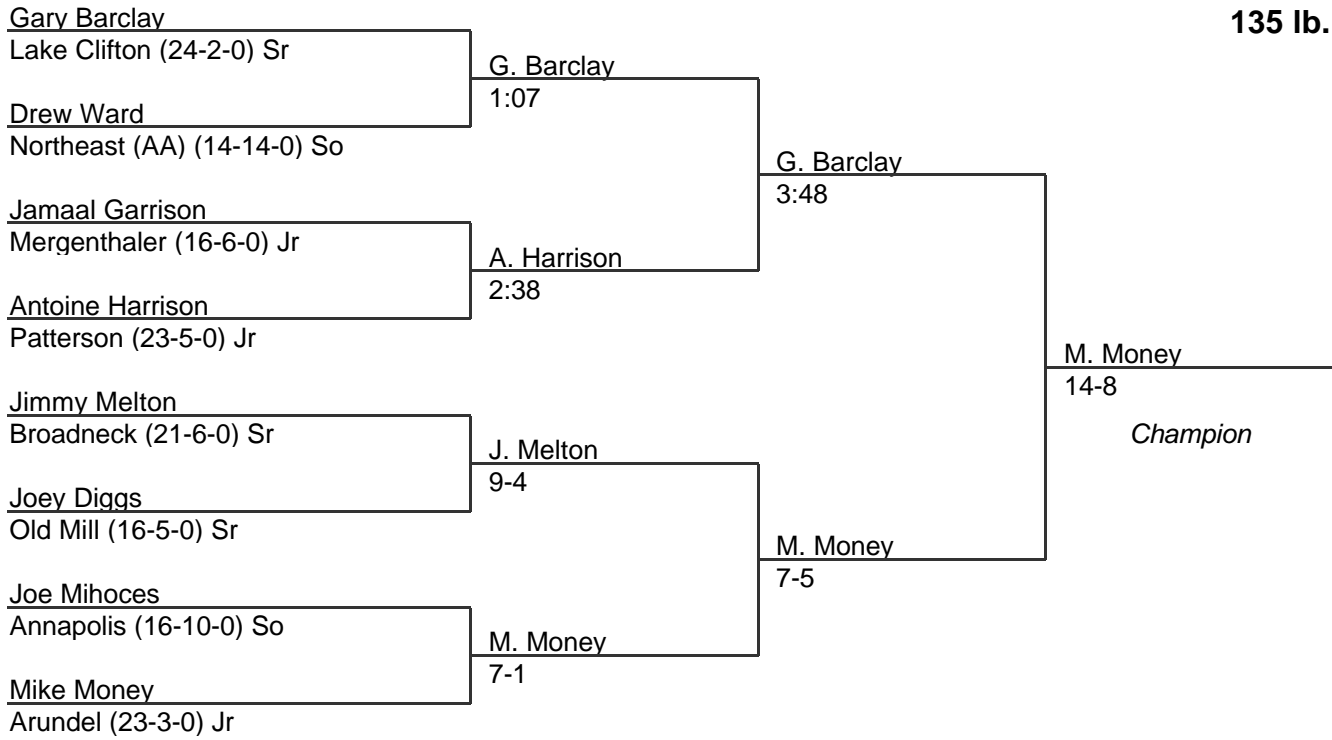 135 lb.
Gary Barclay
Lake Clifton (24-2-0) Sr
G. Barclay
1:07
Drew Ward
Northeast (AA) (14-14-0) So
G. Barclay
3:48
Jamaal Garrison
Mergenthaler (16-6-0) Jr
A. Harrison
2:38
Antoine Harrison
Patterson (23-5-0) Jr
M. Money
14-8
Champion
Jimmy Melton
Broadneck (21-6-0) Sr
J. Melton
9-4
Joey Diggs
Old Mill (16-5-0) Sr
M. Money
7-5
Joe Mihoces
Annapolis (16-10-0) So
M. Money
7-1
Mike Money
Arundel (23-3-0) Jr